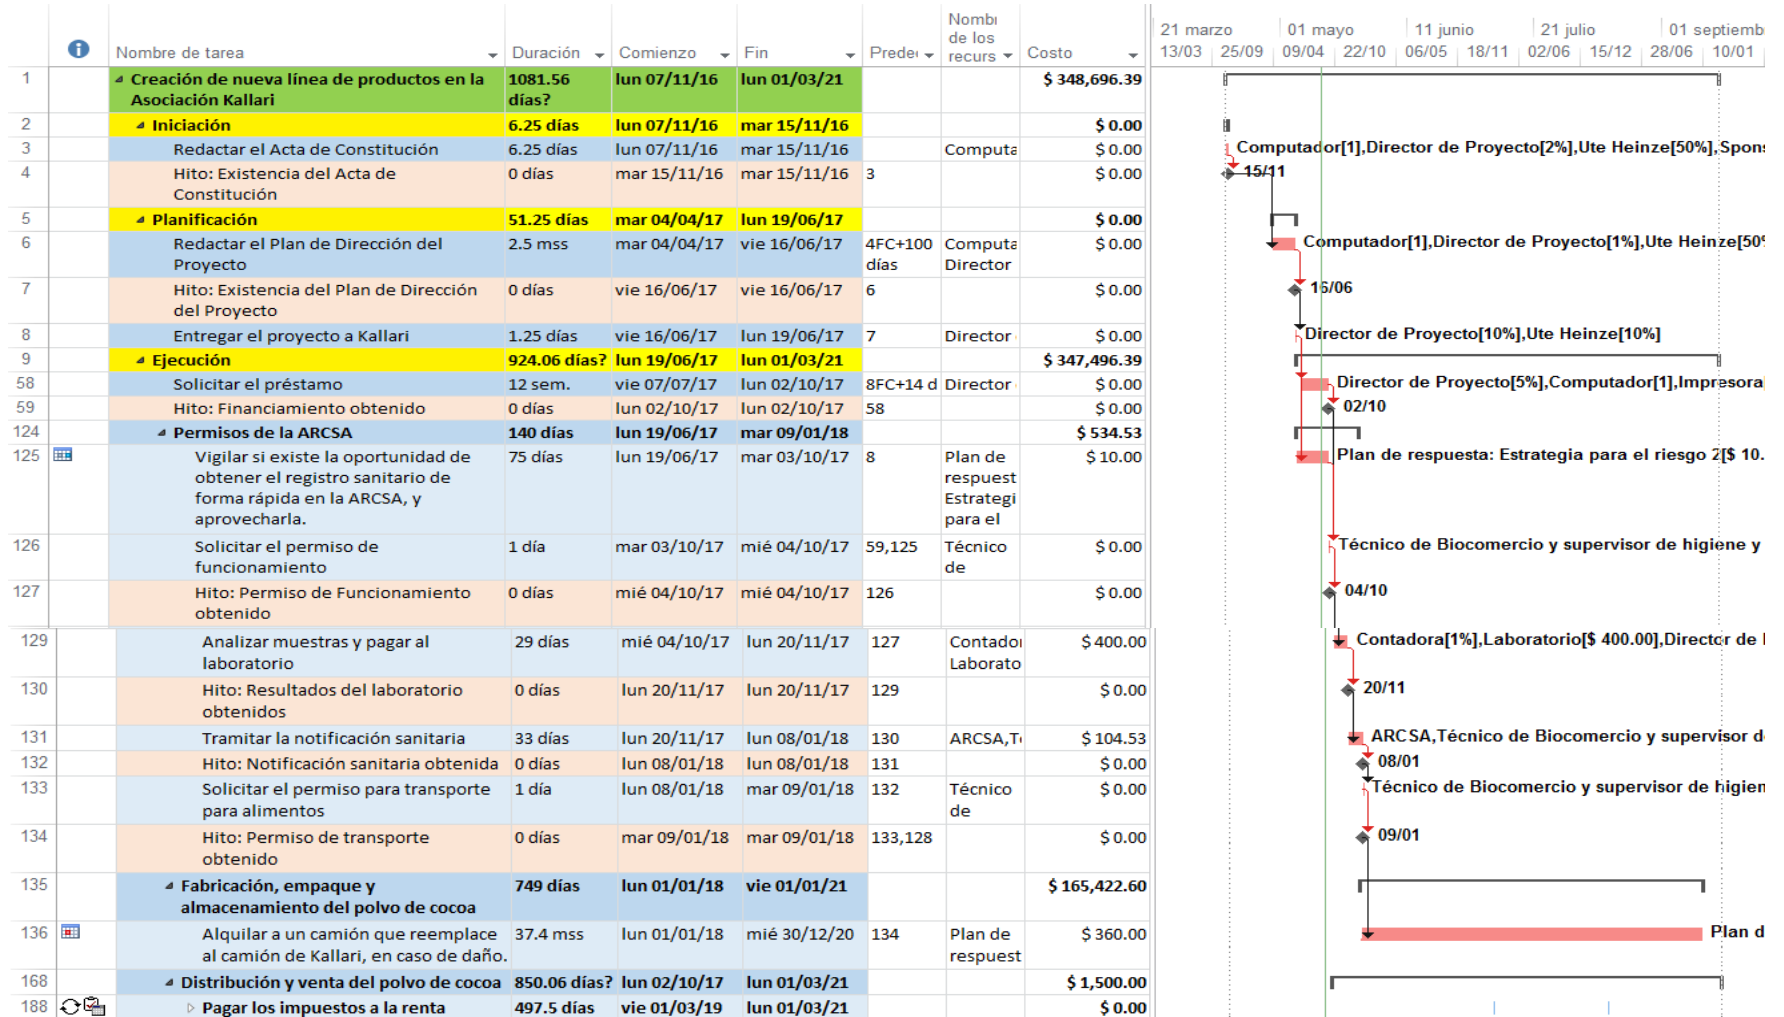 Nombre de tarea Duración Comienzo Fin Predec Nombr de los recurs Costo
21 marzo 01 mayo 11 junio 21 julio 01 septiemb
13/03 25/09 09/04 22/10 06/05 18/11 02/06 15/12 28/06 10/01
1 Creación de nueva línea de productos en la Asociación Kallari 1081.56 días? lun 07/11/16 lun 01/03/21 $ 348,696.39
2 Iniciación 6.25 días lun 07/11/16 mar 15/11/16 $ 0.00
3 Redactar el Acta de Constitución 6.25 días lun 07/11/16 mar 15/11/16 Computa $ 0.00 Computador[1],Director de Proyecto[2%],Ute Heinze[50%],Spons
4 Hito: Existencia del Acta de Constitución 0 días mar 15/11/16 mar 15/11/16 3 $ 0.00 15/11
5 Planificación 51.25 días mar 04/04/17 lun 19/06/17 $ 0.00
6 Redactar el Plan de Dirección del Proyecto 2.5 mss mar 04/04/17 vie 16/06/17 4FC+100 días Computa Director $ 0.00 Computador[1],Director de Proyecto[1%],Ute Heinze[50%
7 Hito: Existencia del Plan de Dirección del Proyecto 0 días vie 16/06/17 vie 16/06/17 6 $ 0.00 16/06
8 Entregar el proyecto a Kallari 1.25 días vie 16/06/17 lun 19/06/17 7 Director $ 0.00 Director de Proyecto[10%],Ute Heinze[10%]
9 Ejecución 924.06 días? lun 19/06/17 lun 01/03/21 $ 347,496.39
58 Solicitar el préstamo 12 sem. vie 07/07/17 lun 02/10/17 8FC+14 d Director $ 0.00 Director de Proyecto[5%],Computador[1],Impresora[
59 Hito: Financiamiento obtenido 0 días lun 02/10/17 lun 02/10/17 58 $ 0.00 02/10
124 Permisos de la ARCSA 140 días lun 19/06/17 mar 09/01/18 $ 534.53
125 Vigilar si existe la oportunidad de obtener el registro sanitario de forma rápida en la ARCSA, y aprovecharla. 75 días lun 19/06/17 mar 03/10/17 8 Plan de respuest Estrategi para el $ 10.00 Plan de respuesta: Estrategia para el riesgo 2[$ 10.
126 Solicitar el permiso de funcionamiento 1 día mar 03/10/17 mié 04/10/17 59,125 Técnico de $ 0.00 Técnico de Biocomercio y supervisor de higiene y
127 Hito: Permiso de Funcionamiento obtenido 0 días mié 04/10/17 mié 04/10/17 126 $ 0.00 04/10
129 Analizar muestras y pagar al laboratorio 29 días mié 04/10/17 lun 20/11/17 127 Contador Laborato $ 400.00 Contadora[1%],Laboratorio[$ 400.00],Director de
130 Hito: Resultados del laboratorio obtenidos 0 días lun 20/11/17 lun 20/11/17 129 $ 0.00 20/11
131 Tramitar la notificación sanitaria 33 días lun 20/11/17 lun 08/01/18 130 ARCSA,T $ 104.53 ARCSA,Técnico de Biocomercio y supervisor d
132 Hito: Notificación sanitaria obtenida 0 días lun 08/01/18 lun 08/01/18 131 $ 0.00 08/01
133 Solicitar el permiso para transporte para alimentos 1 día lun 08/01/18 mar 09/01/18 132 Técnico de $ 0.00 Técnico de Biocomercio y supervisor de higien
134 Hito: Permiso de transporte obtenido 0 días mar 09/01/18 mar 09/01/18 133,128 $ 0.00 09/01
135 Fabricación, empaque y almacenamiento del polvo de cocoa 749 días lun 01/01/18 vie 01/01/21 $ 165,422.60
136 Alquilar a un camión que reemplace al camión de Kallari, en caso de daño. 37.4 mss lun 01/01/18 mié 30/12/20 134 Plan de respuest $ 360.00 Plan d
168 Distribución y venta del polvo de cocoa 850.06 días? lun 02/10/17 lun 01/03/21 $ 1,500.00
188 Pagar los impuestos a la renta 497.5 días vie 01/03/19 lun 01/03/21 $ 0.00